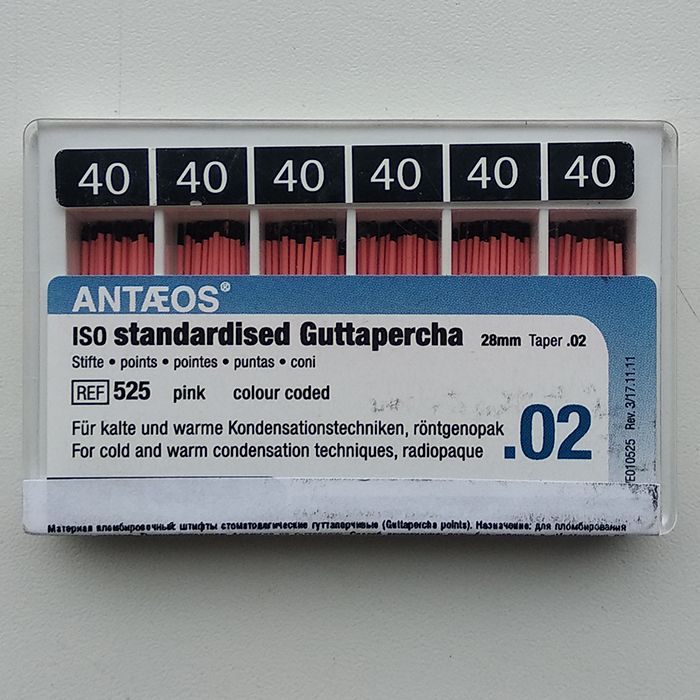 40 40 40 40 40 40
ANTÆOS®
ISO standardised Guttapercha 28mm Taper .02
Stifte • points • pointes • puntas • coni
REF 525 pink colour coded
Für kalte und warme Kondensationstechniken, röntgenopak
For cold and warm condensation techniques, radiopaque
.02
FE010525 Rev. 3/17.11.11
Материал пломбировочный штифты стоматологические гуттаперчивые (Guttapercha points). Назначение: для пломбирования